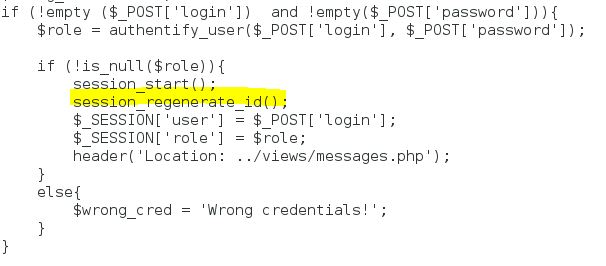 if (!empty ($_POST['login'])  and !empty($_POST['password'])){
    $role = authentify_user($_POST['login'], $_POST['password']);

    if (!is_null($role)){
        session_start();
        session_regenerate_id();
        $_SESSION['user'] = $_POST['login'];
        $_SESSION['role'] = $role;
        header('Location: ../views/messages.php');
    }
    else{
        $wrong_cred = 'Wrong credentials!';
    }
}